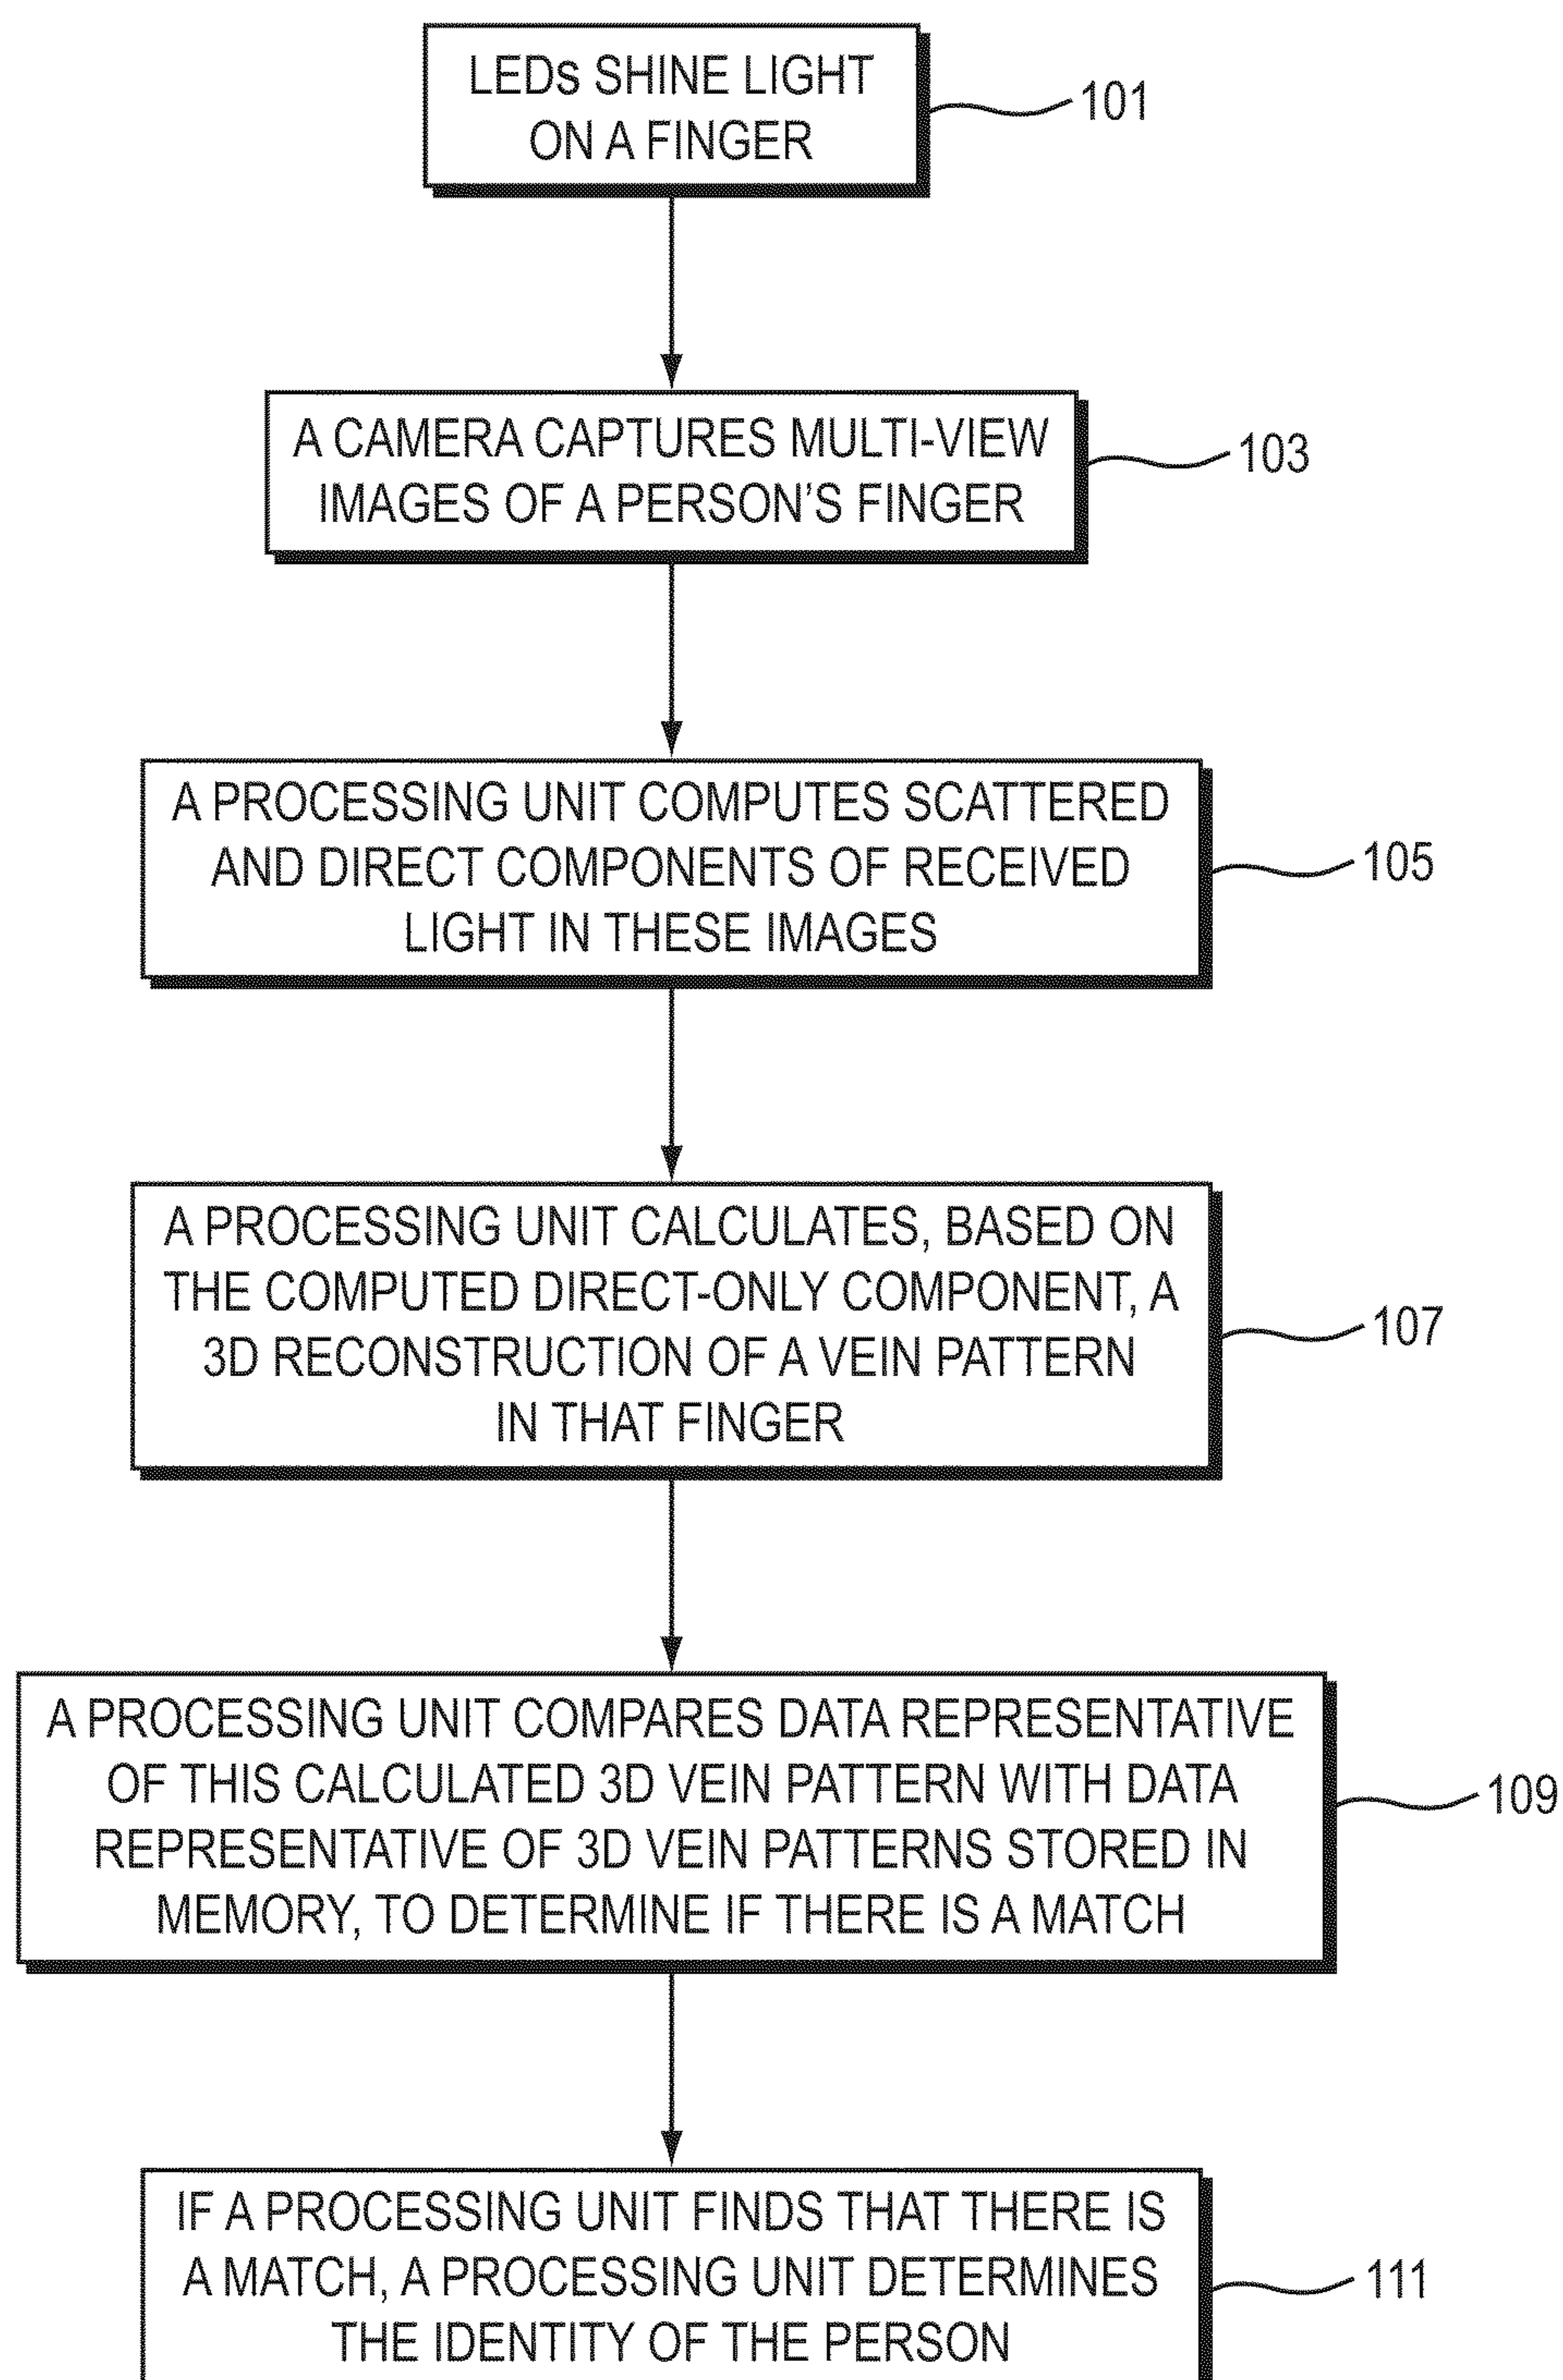 LEDs SHINE LIGHT
ON A FINGER
101
A CAMERA CAPTURES MULTI-VIEW
IMAGES OF A PERSON'S FINGER
103
A PROCESSING UNIT COMPUTES SCATTERED
AND DIRECT COMPONENTS OF RECEIVED
LIGHT IN THESE IMAGES
105
A PROCESSING UNIT CALCULATES, BASED ON
THE COMPUTED DIRECT-ONLY COMPONENT, A
3D RECONSTRUCTION OF A VEIN PATTERN
IN THAT FINGER
107
A PROCESSING UNIT COMPARES DATA REPRESENTATIVE
OF THIS CALCULATED 3D VEIN PATTERN WITH DATA
REPRESENTATIVE OF 3D VEIN PATTERNS STORED IN
MEMORY, TO DETERMINE IF THERE IS A MATCH
109
IF A PROCESSING UNIT FINDS THAT THERE IS
A MATCH, A PROCESSING UNIT DETERMINES
THE IDENTITY OF THE PERSON
111